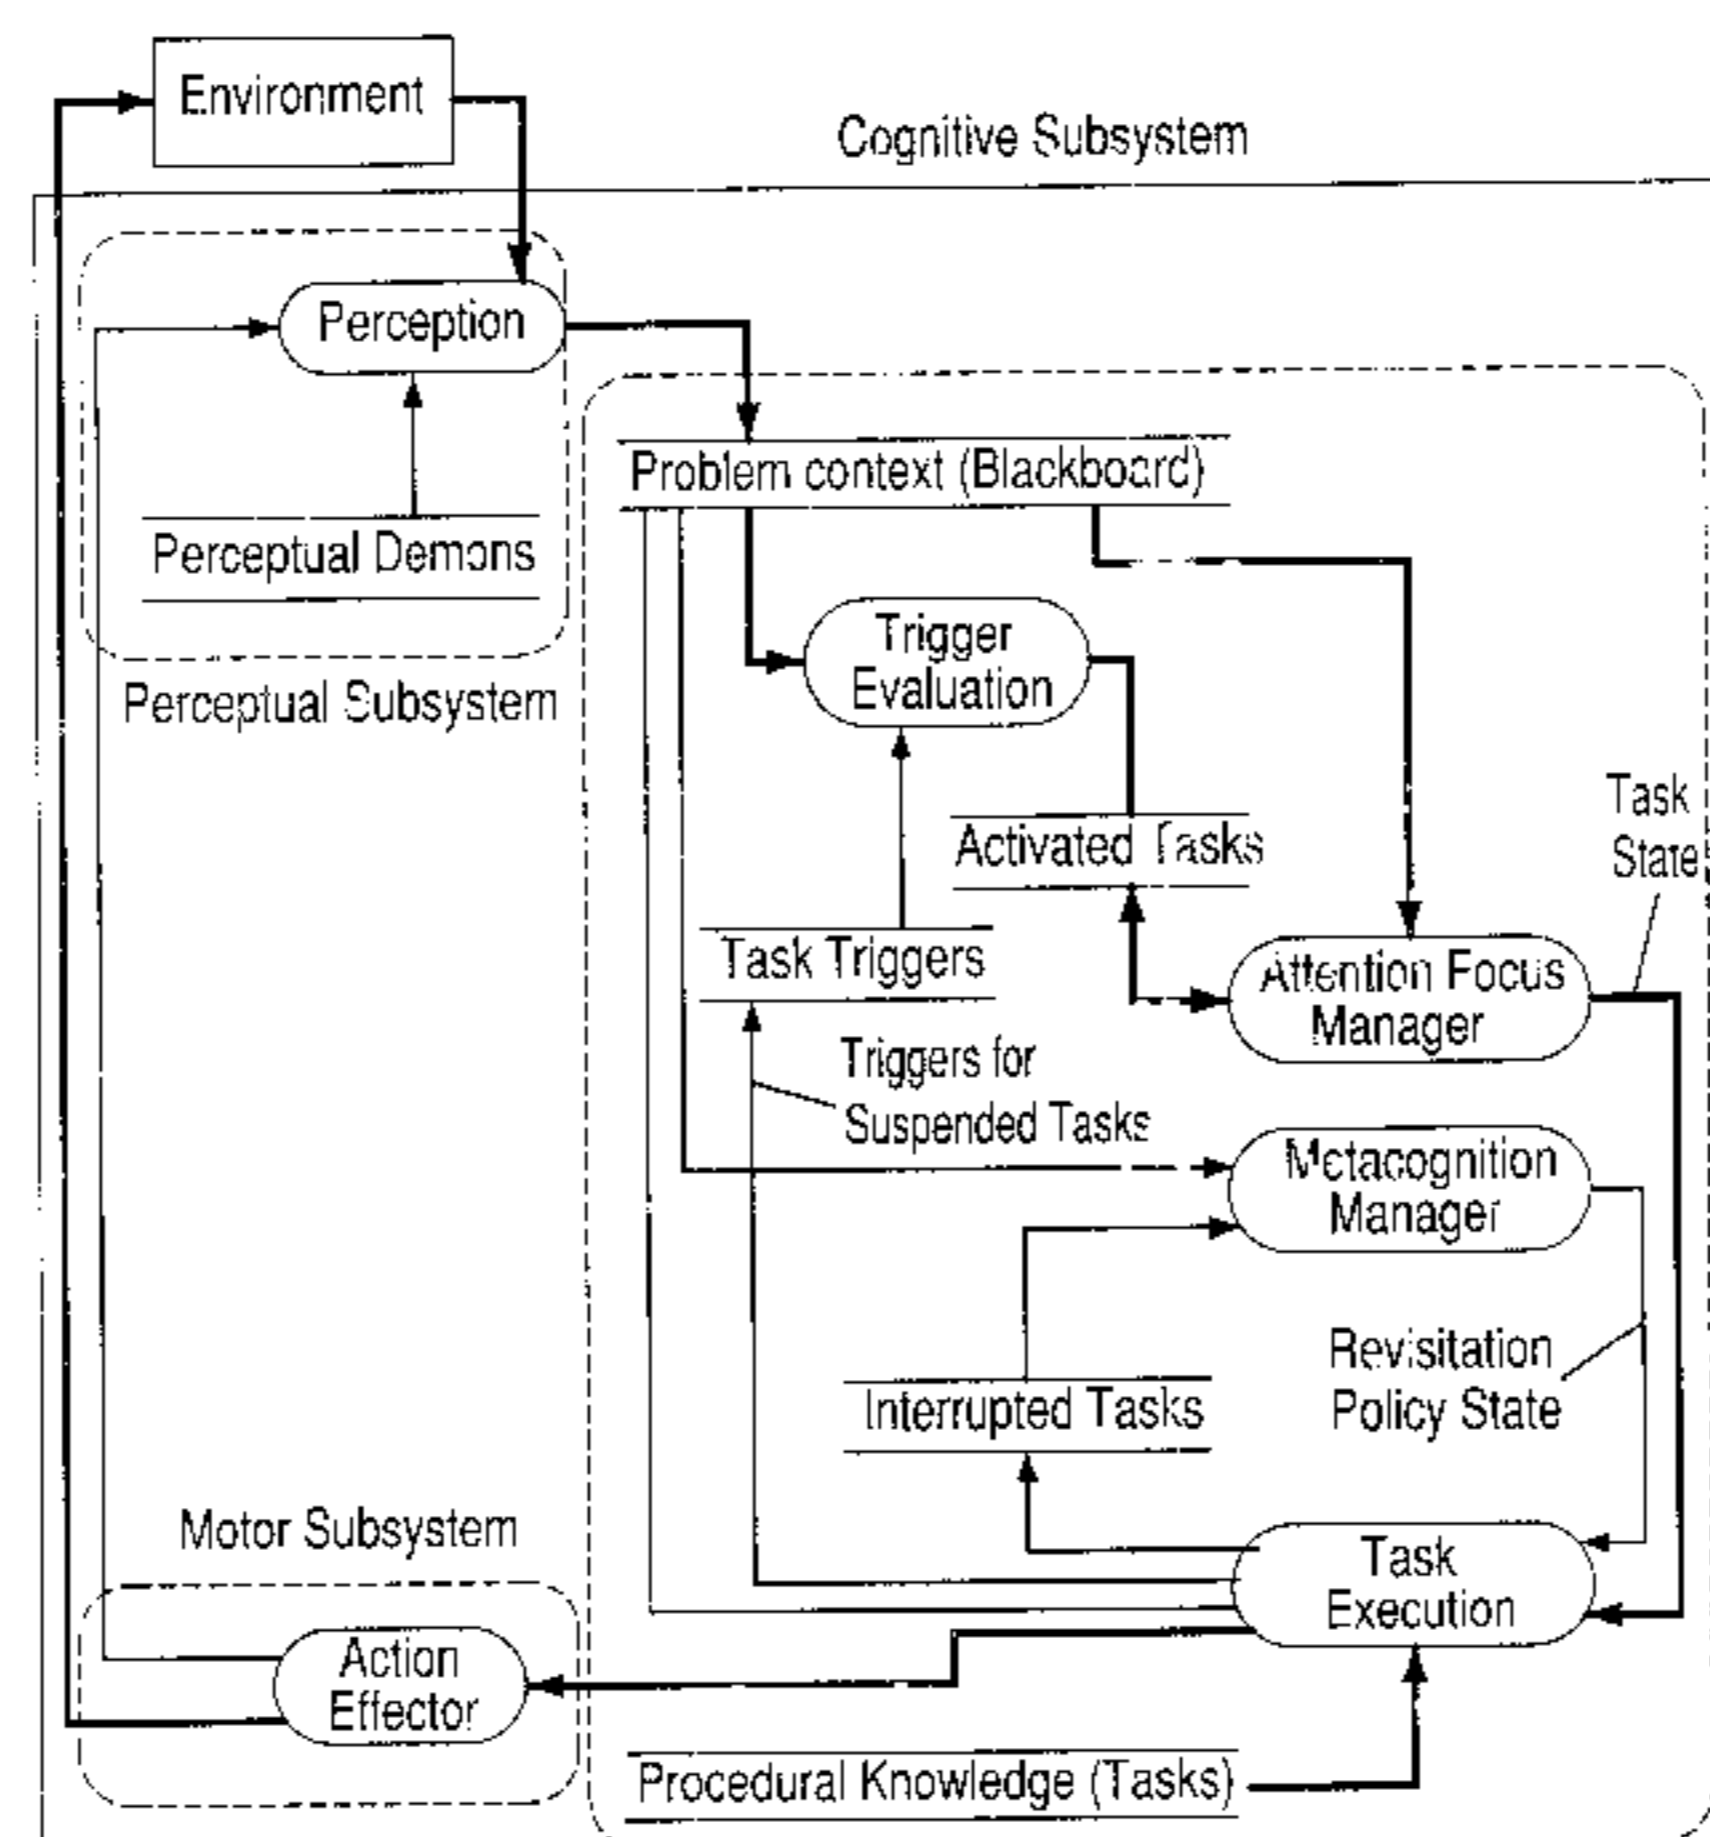 Environment
Cognitive Subsystem
Perception
Problem context (Blackboard)
Perceptual Demons
Trigger
Evaluation
Perceptual Subsystem
Task
State
Activated Tasks
Task Triggers
Attention Focus
Manager
Triggers for
Suspended Tasks
Metacognition
Manager
Revisitation
Policy State
Interrupted Tasks
Motor Subsystem
Task
Execution
Action
Effector
Procedural Knowledge (Tasks)